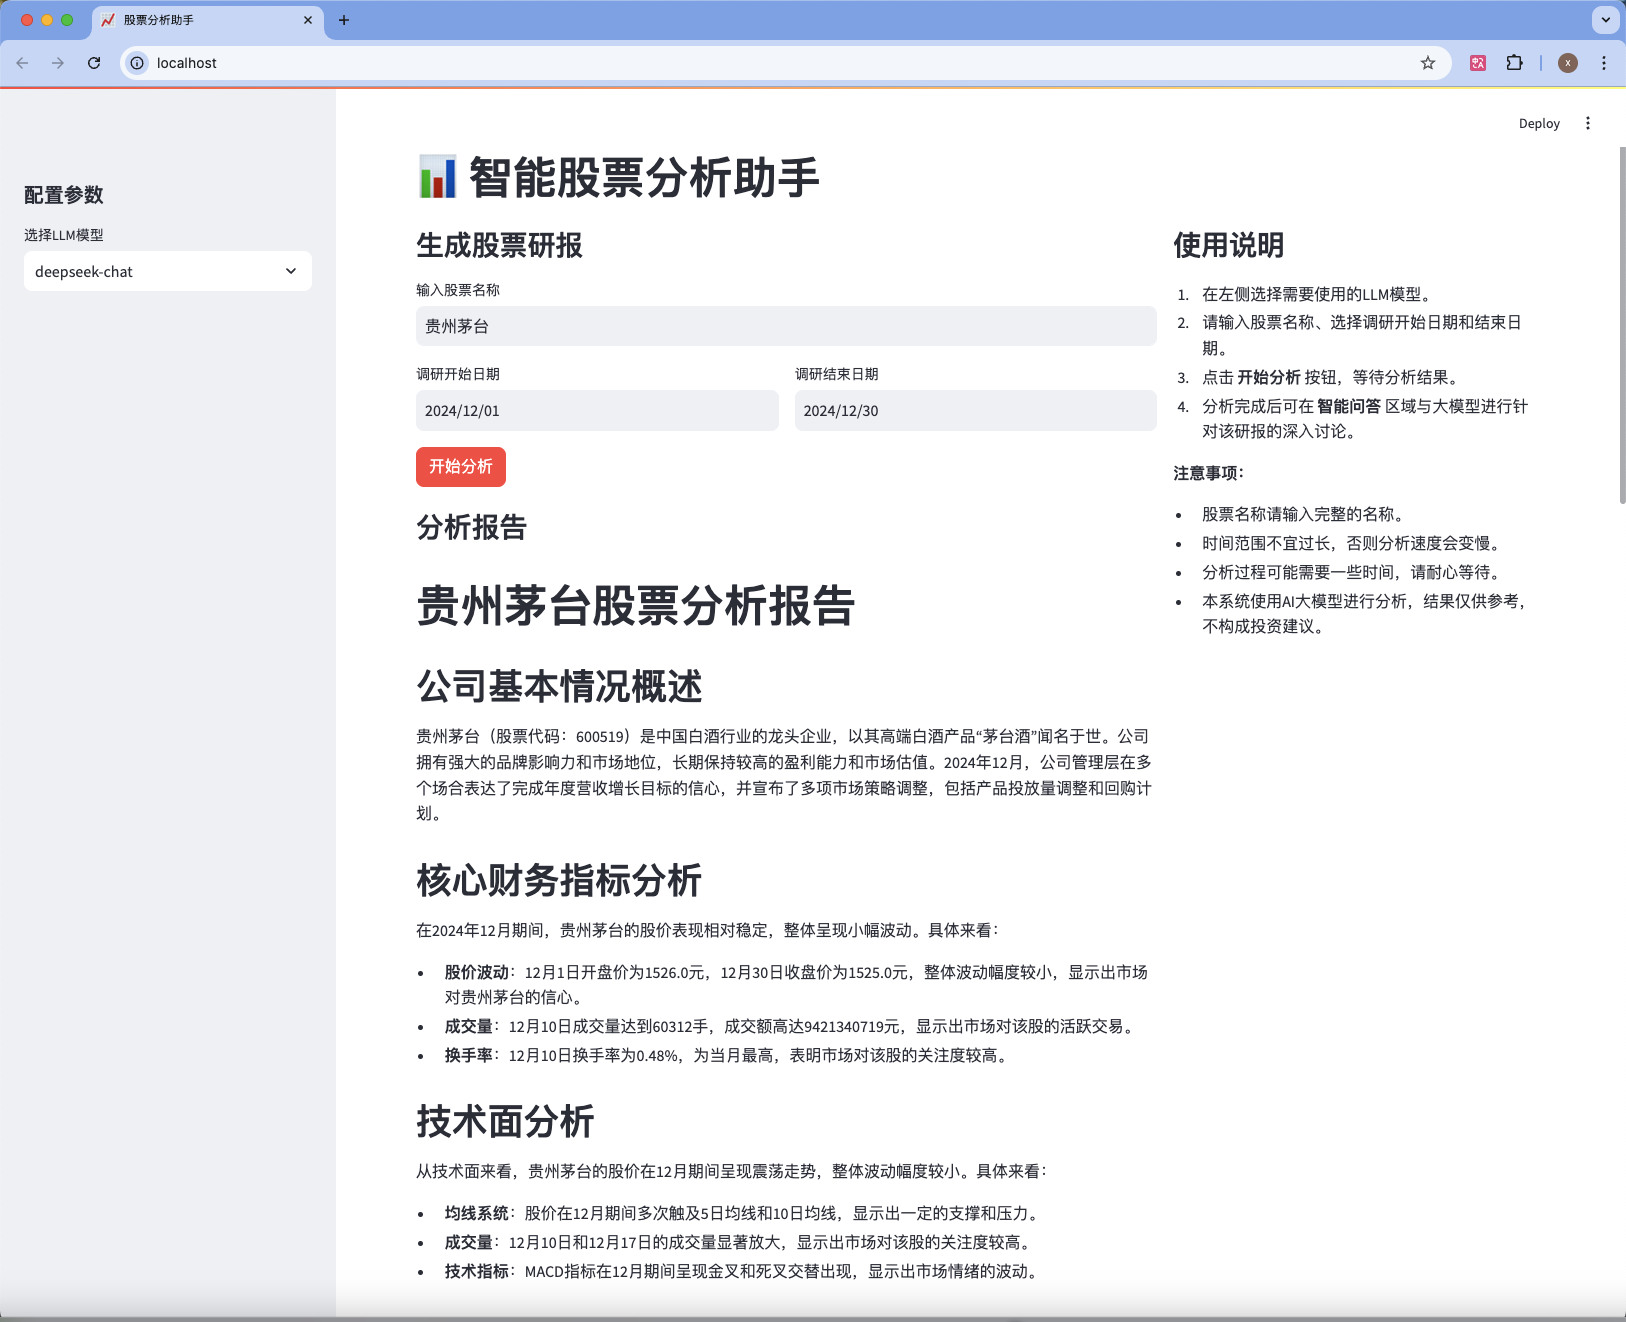 股票分析助手
localhost
x
Deploy
配置参数
选择LLM模型
deepseek-chat
智能股票分析助手
生成股票研报
输入股票名称
贵州茅台
调研开始日期
调研结束日期
2024/12/01
2024/12/30
开始分析
分析报告
贵州茅台股票分析报告
公司基本情况概述
贵州茅台（股票代码：600519）是中国白酒行业的龙头企业，以其高端白酒产品“茅台酒”闻名于世。公司
拥有强大的品牌影响力和市场地位，长期保持较高的盈利能力和市场估值。2024年12月，公司管理层在多
个场合表达了完成年度营收增长目标的信心，并宣布了多项市场策略调整，包括产品投放量调整和回购计
划。
核心财务指标分析
在2024年12月期间，贵州茅台的股价表现相对稳定，整体呈现小幅波动。具体来看：
• 股价波动：12月1日开盘价为1526.0元，12月30日收盘价为1525.0元，整体波动幅度较小，显示出市场
对贵州茅台的信心。
• 成交量：12月10日成交量达到60312手，成交额高达9421340719元，显示出市场对该股的活跃交易。
• 换手率：12月10日换手率为0.48%，为当月最高，表明市场对该股的关注度较高。
技术面分析
从技术面来看，贵州茅台的股价在12月期间呈现震荡走势，整体波动幅度较小。具体来看：
• 均线系统：股价在12月期间多次触及5日均线和10日均线，显示出一定的支撑和压力。
• 成交量：12月10日和12月17日的成交量显著放大，显示出市场对该股的关注度较高。
• 技术指标：MACD指标在12月期间呈现金叉和死叉交替出现，显示出市场情绪的波动。
使用说明
1. 在左侧选择需要使用的LLM模型。
2. 请输入股票名称、选择调研开始日期和结束日
期。
3. 点击 开始分析 按钮，等待分析结果。
4. 分析完成后可在 智能问答 区域与大模型进行针
对该研报的深入讨论。
注意事项：
• 股票名称请输入完整的名称。
• 时间范围不宜过长，否则分析速度会变慢。
• 分析过程可能需要一些时间，请耐心等待。
• 本系统使用AI大模型进行分析，结果仅供参考，
不构成投资建议。